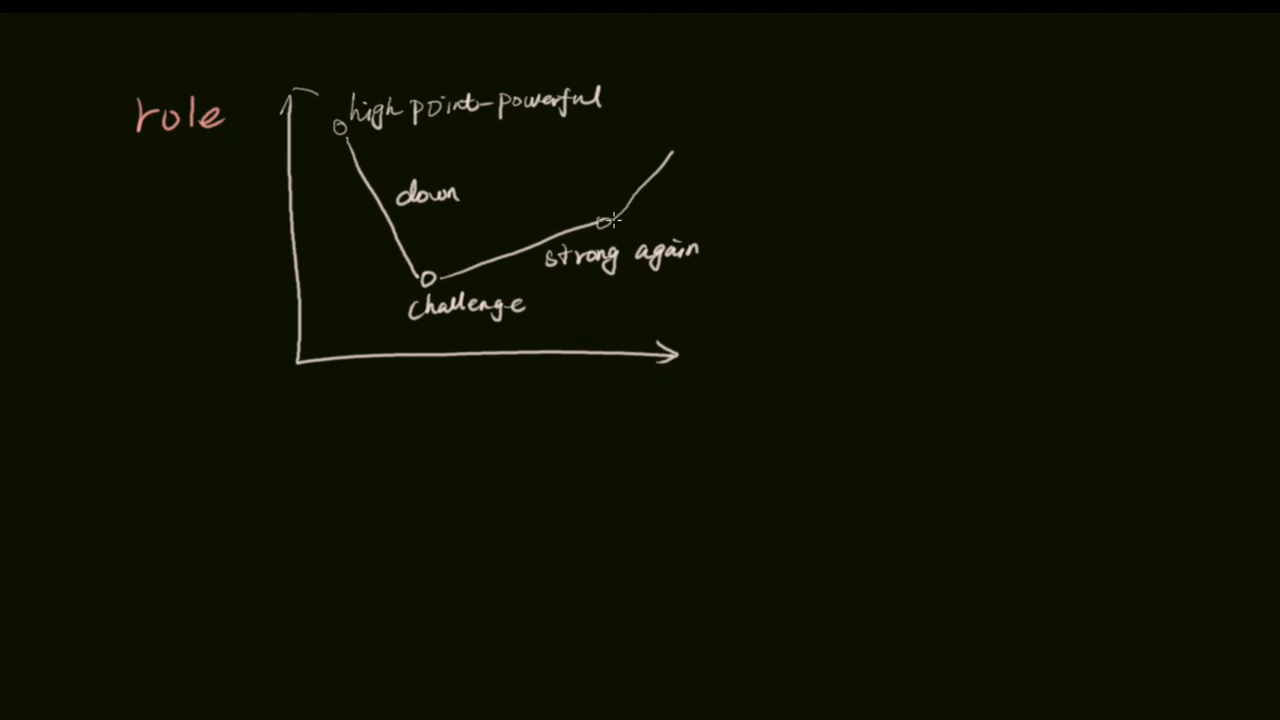 role
high point-powerful
down
strong again
challenge